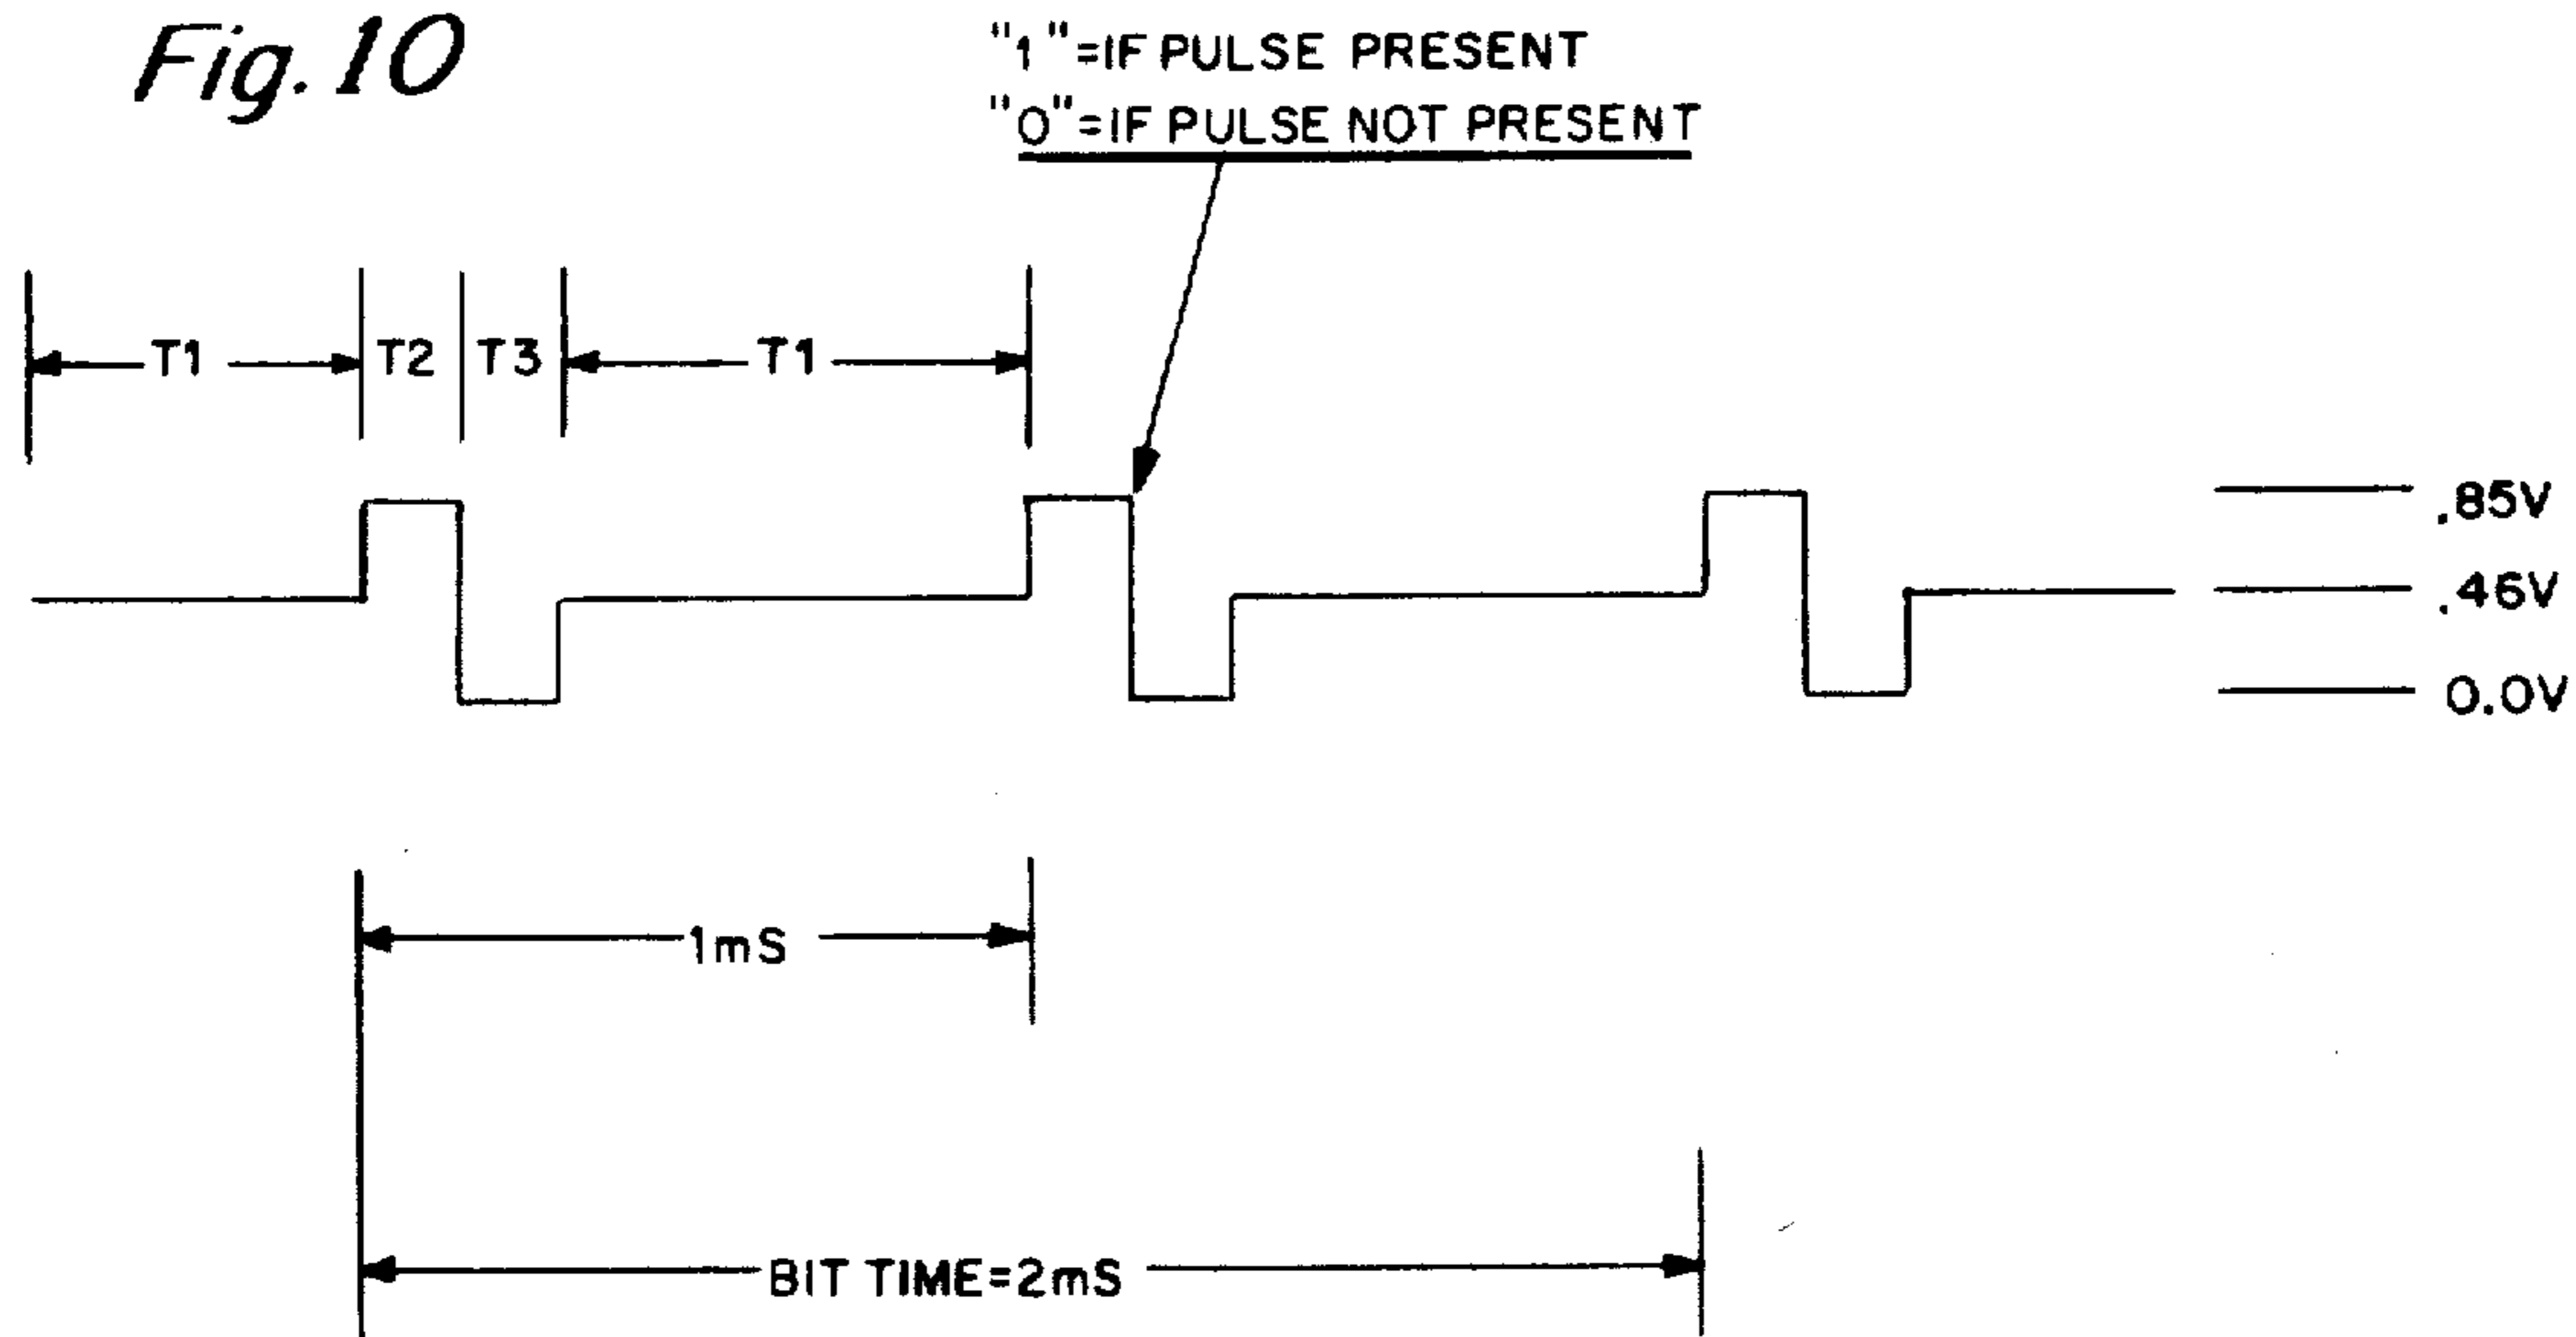 Fig. 10
"1"=IF PULSE PRESENT
"0"=IF PULSE NOT PRESENT
T1 T2 T3 T1
.85V
.46V
0.0V
1mS
BIT TIME=2mS